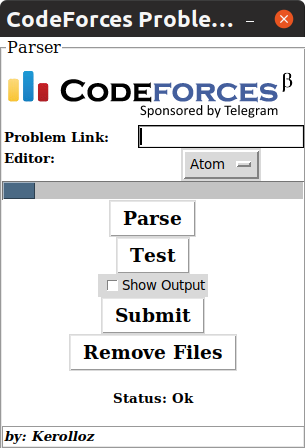 CodeForces Proble...
Parser
CODEFORCES β
Sponsored by Telegram
Problem Link:
Editor: Atom
Parse
Test
Show Output
Submit
Remove Files
Status: Ok
by: Kerolloz